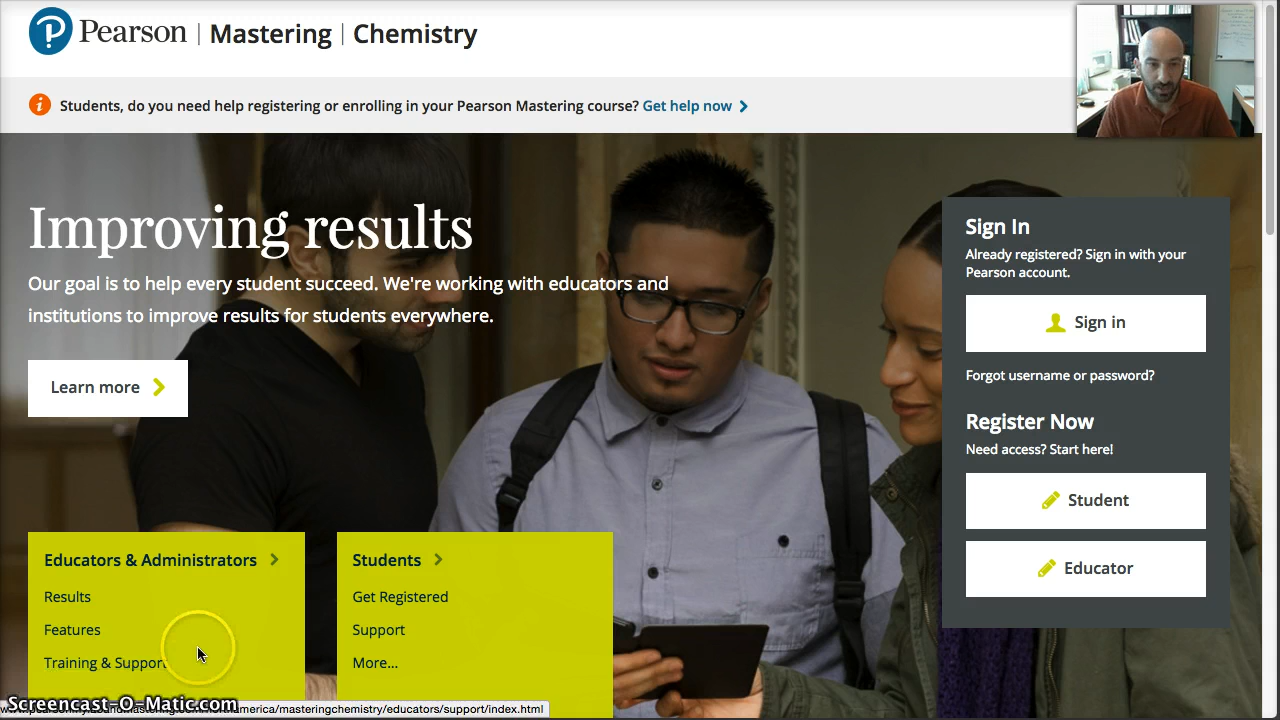 Pearson | Mastering | Chemistry
Students, do you need help registering or enrolling in your Pearson Mastering course? Get help now
Improving results
Our goal is to help every student succeed. We're working with educators and
institutions to improve results for students everywhere.
Learn more
Sign In
Already registered? Sign in with your
Pearson account.
Sign in
Forgot username or password?
Register Now
Need access? Start here!
Student
Educator
Educators & Administrators
Results
Features
Training & Support
Students
Get Registered
Support
More...
Screencast-O-Matic.com
america/masteringchemistry/educators/support/index.html